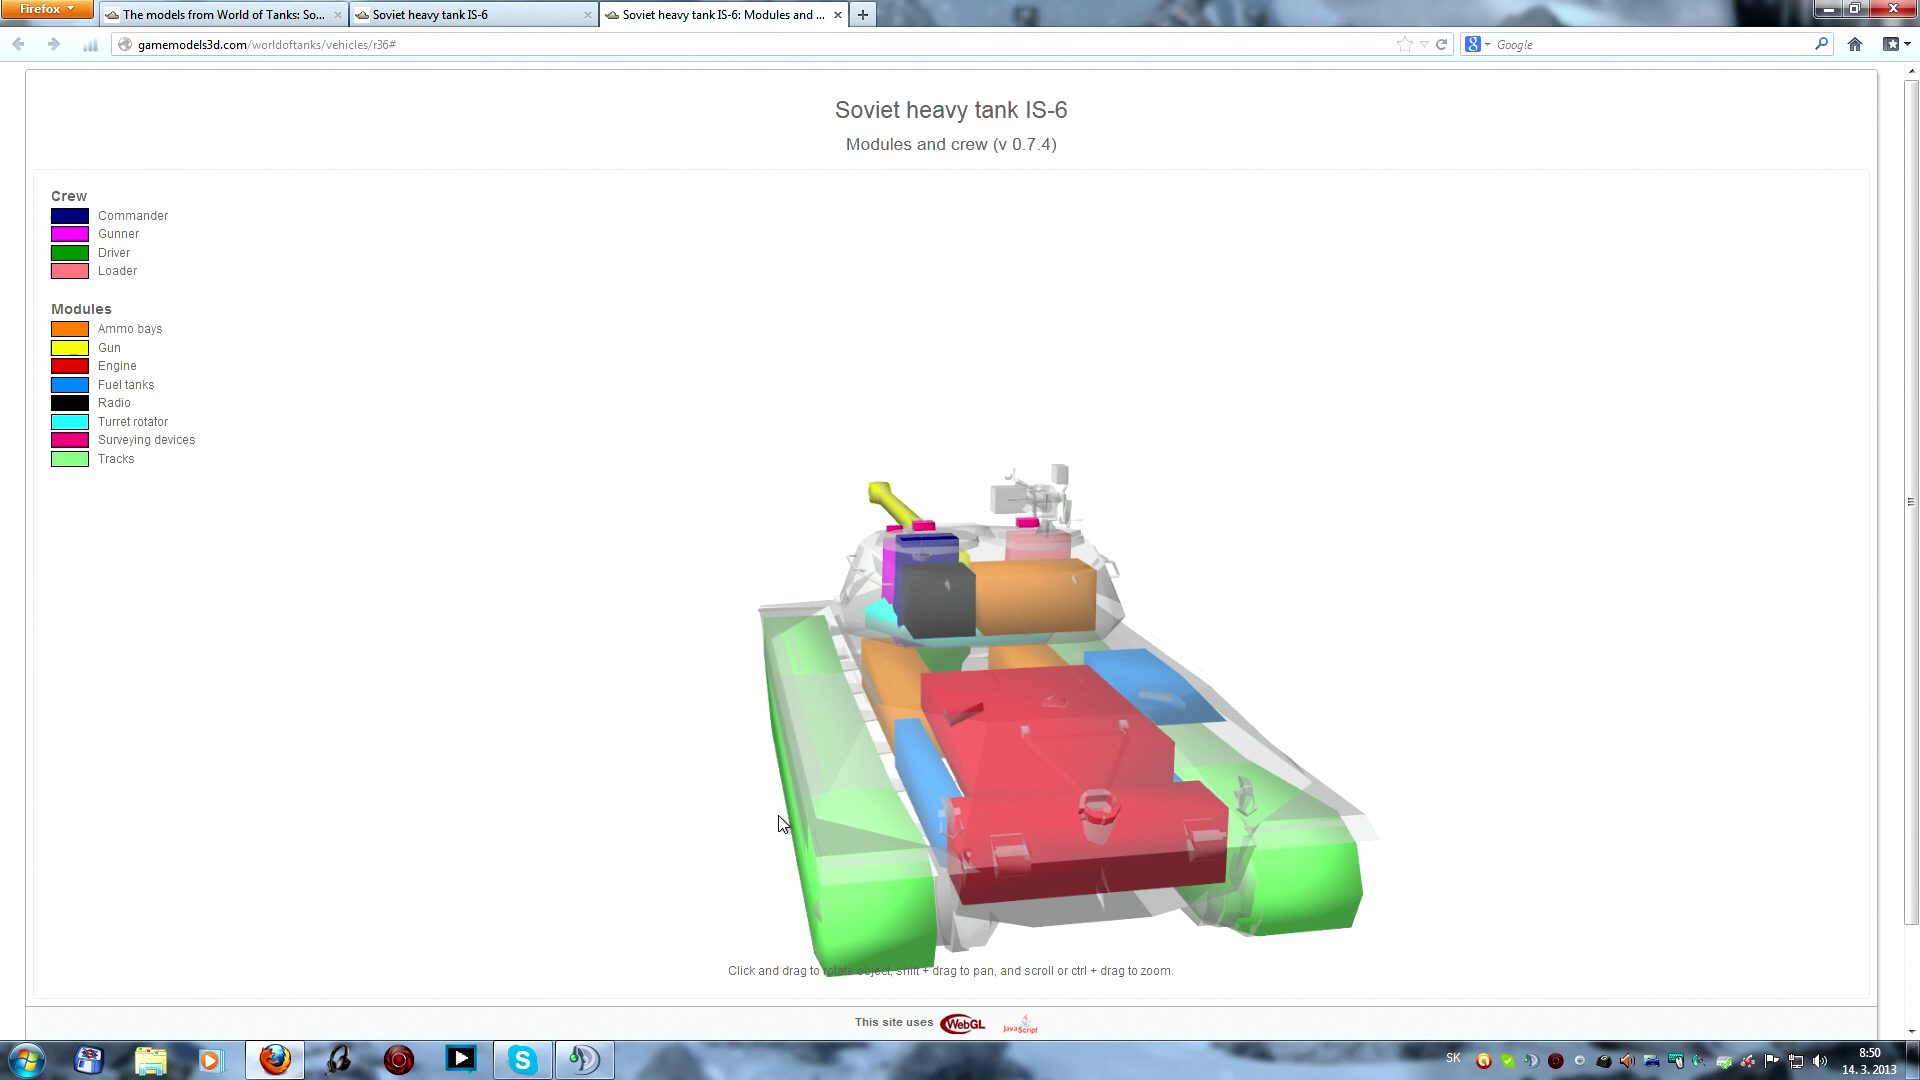 Firefox
The models from World of Tanks: So...
Soviet heavy tank IS-6
Soviet heavy tank IS-6: Modules and ...
gamemodels3d.com/worldoftanks/vehicles/r36#
Google
Soviet heavy tank IS-6
Modules and crew (v 0.7.4)
Crew
Commander
Gunner
Driver
Loader
Modules
Ammo bays
Gun
Engine
Fuel tanks
Radio
Turret rotator
Surveying devices
Tracks
Click and drag to rotate object, shift + drag to pan, and scroll or ctrl + drag to zoom.
This site uses WebGL JavaScript
SK
8:50
14. 3. 2013